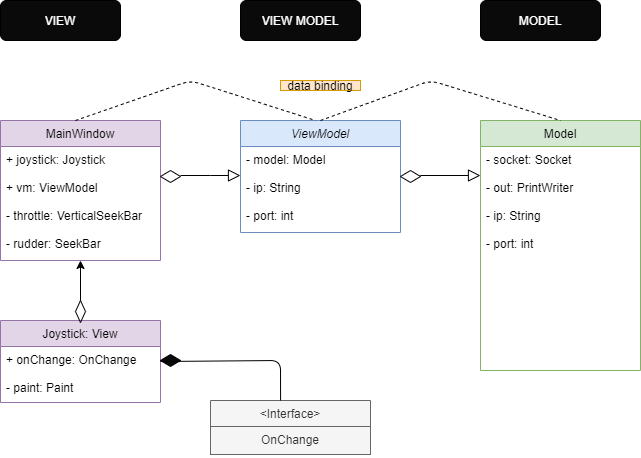 VIEW
VIEW MODEL
MODEL
data binding
MainWindow
+ joystick: Joystick
+ vm: ViewModel
- throttle: VerticalSeekBar
- rudder: SeekBar
ViewModel
- model: Model
- ip: String
- port: int
Model
- socket: Socket
- out: PrintWriter
- ip: String
- port: int
Joystick: View
+ onChange: OnChange
- paint: Paint
<Interface>
OnChange